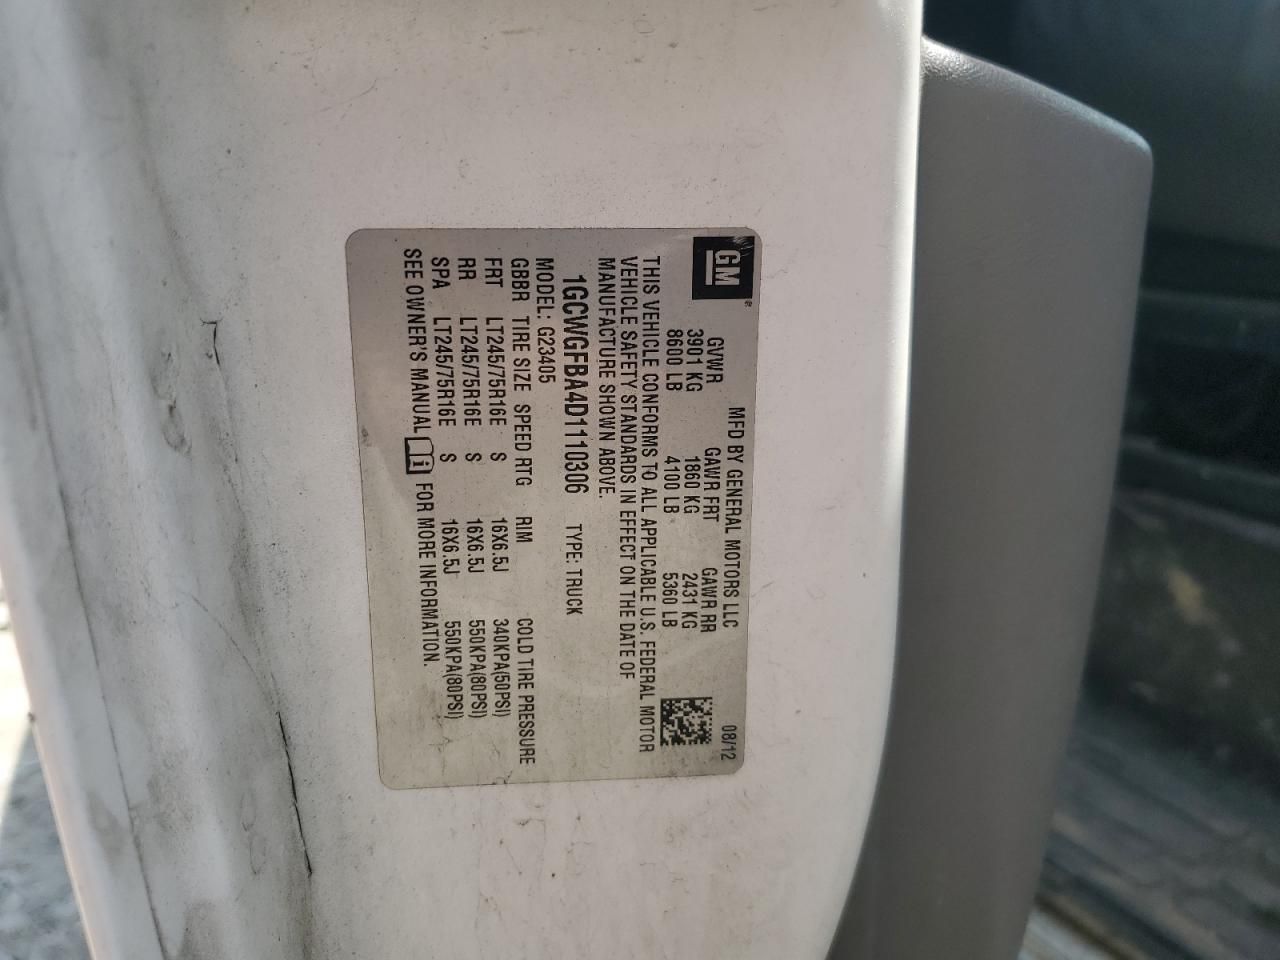 GM®
MFD BY GENERAL MOTORS LLC 08/12
GVWR GAWR FRT GAWR RR
3901 KG 1860 KG 2431 KG
8600 LB 4100 LB 5360 LB
THIS VEHICLE CONFORMS TO ALL APPLICABLE U.S. FEDERAL MOTOR
VEHICLE SAFETY STANDARDS IN EFFECT ON THE DATE OF
MANUFACTURE SHOWN ABOVE.
1GCWGFBA4D1110306 TYPE: TRUCK
MODEL: G23405
GBBR TIRE SIZE SPEED RTG RIM COLD TIRE PRESSURE
FRT LT245/75R16E S 16X6.5J 340KPA(50PSI)
RR LT245/75R16E S 16X6.5J 550KPA(80PSI)
SPA LT245/75R16E S 16X6.5J 550KPA(80PSI)
SEE OWNER'S MANUAL FOR MORE INFORMATION.